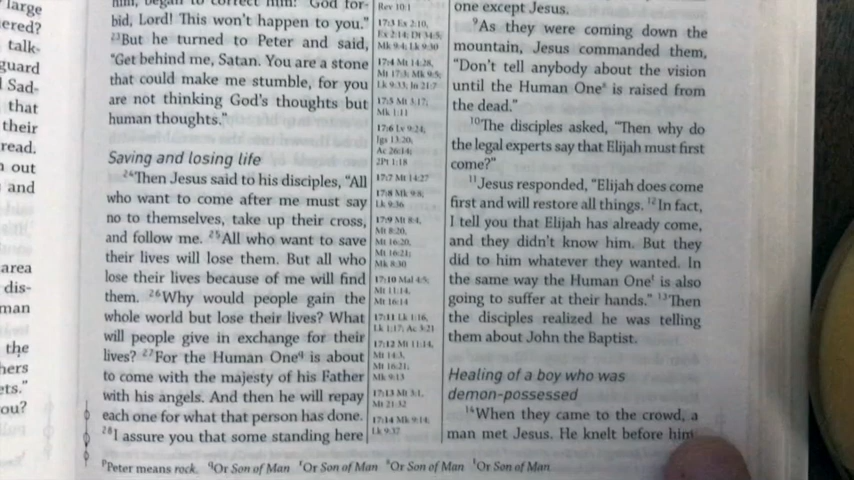 large
ered?
talk-
guard
Sad-
that
their
read.
out
and
area
dis-
man
the
hers
ets."
ou?
him, began to correct him: "God for-
bid, Lord! This won't happen to you."
23But he turned to Peter and said,
"Get behind me, Satan. You are a stone
that could make me stumble, for you
are not thinking God's thoughts but
human thoughts."
Saving and losing life
24Then Jesus said to his disciples, "All
who want to come after me must say
no to themselves, take up their cross,
and follow me. 25All who want to save
their lives will lose them. But all who
lose their lives because of me will find
them. 26Why would people gain the
whole world but lose their lives? What
will people give in exchange for their
lives? 27For the Human Oneq is about
to come with the majesty of his Father
with his angels. And then he will repay
each one for what that person has done.
28I assure you that some standing here
Rev 10:1
17:3 Ex 2:10,
Ex 2:14; Dt 34:5;
Mk 9:4; Lk 9:30
17:4 Mt 14:28,
Mt 17:3; Mk 9:5;
Lk 9:33; Jn 21:7
17:5 Mt 3:17;
Mk 1:11
17:6 Lv 9:24,
Jgs 13:20,
Ac 26:14;
2Pt 1:18
17:7 Mt 14:27
17:8 Mk 9:8;
Lk 9:36
17:9 Mt 8:4,
Mt 8:20,
Mt 16:20,
Mt 16:21;
Mk 8:30
17:10 Mal 4:5;
Mt 11:14,
Mt 16:14
17:11 Lk 1:16,
Lk 1:17; Ac 3:21
17:12 Mt 11:14,
Mt 14:3,
Mt 16:21;
Mk 9:13
17:13 Mt 3:1,
Mt 21:32
17:14 Mk 9:14;
Lk 9:37
one except Jesus.
9As they were coming down the
mountain, Jesus commanded them,
"Don't tell anybody about the vision
until the Human Ones is raised from
the dead."
10The disciples asked, "Then why do
the legal experts say that Elijah must first
come?"
11Jesus responded, "Elijah does come
first and will restore all things. 12In fact,
I tell you that Elijah has already come,
and they didn't know him. But they
did to him whatever they wanted. In
the same way the Human Onet is also
going to suffer at their hands." 13Then
the disciples realized he was telling
them about John the Baptist.
Healing of a boy who was
demon-possessed
14When they came to the crowd, a
man met Jesus. He knelt before him
pPeter means rock. qOr Son of Man rOr Son of Man sOr Son of Man tOr Son of Man